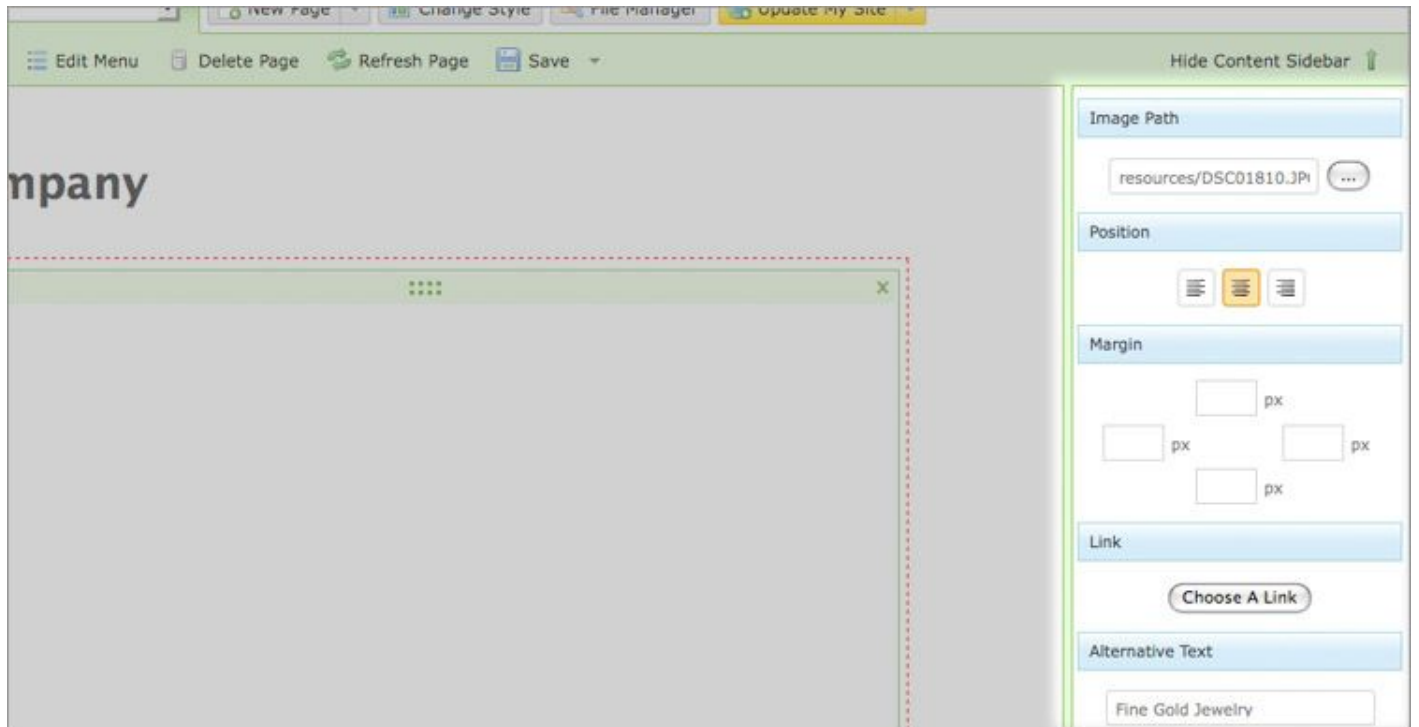 New Page Change Style File Manager Update My Site
Edit Menu Delete Page Refresh Page Save Hide Content Sidebar
mpany
x
Image Path
resources/DSC01810.JP
...
Position
Margin
px
px px
px
Link
Choose A Link
Alternative Text
Fine Gold Jewelry